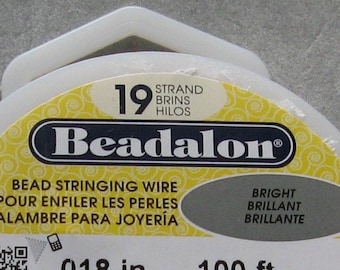 19 STRAND
BRINS
HILOS
Beadalon®
BEAD STRINGING WIRE
POUR ENFILER LES PERLES
ALAMBRE PARA JOYERÍA
BRIGHT
BRILLANT
BRILLANTE
.018 in 100 ft